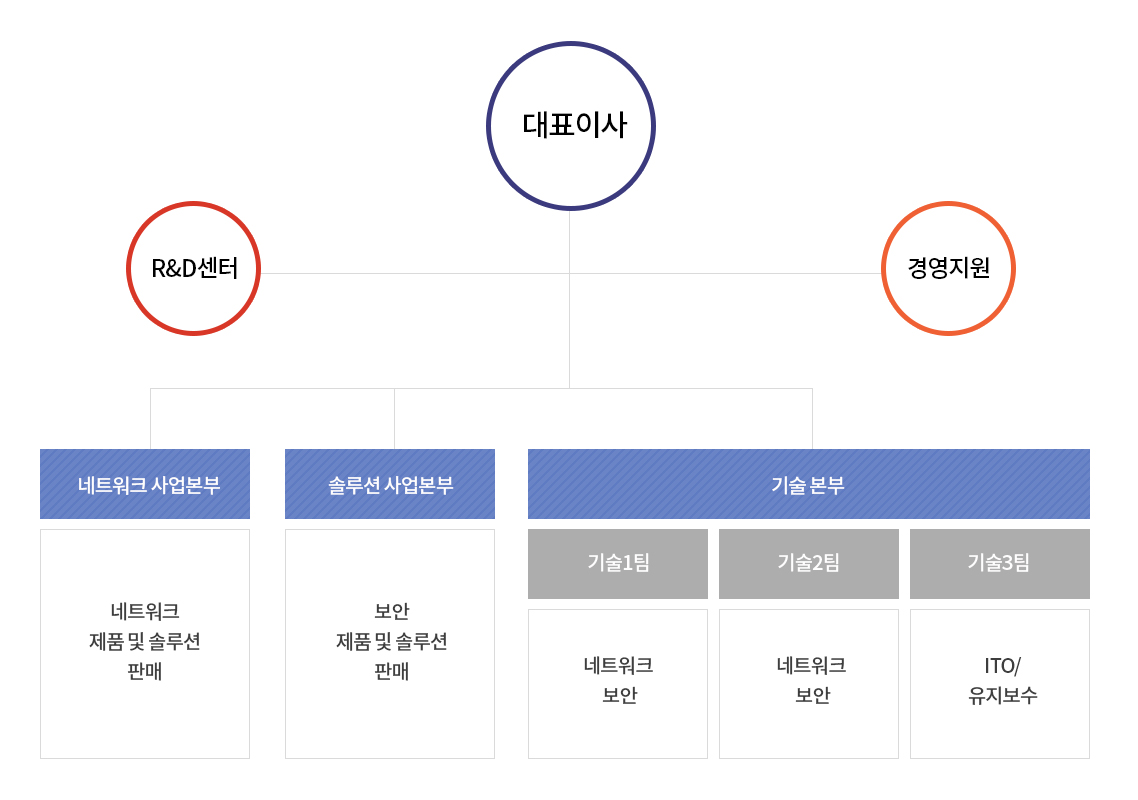 대표이사
R&D센터
경영지원
네트워크 사업본부
솔루션 사업본부
기술 본부
네트워크
제품 및 솔루션
판매
보안
제품 및 솔루션
판매
기술1팀
기술2팀
기술3팀
네트워크
보안
네트워크
보안
ITO/
유지보수